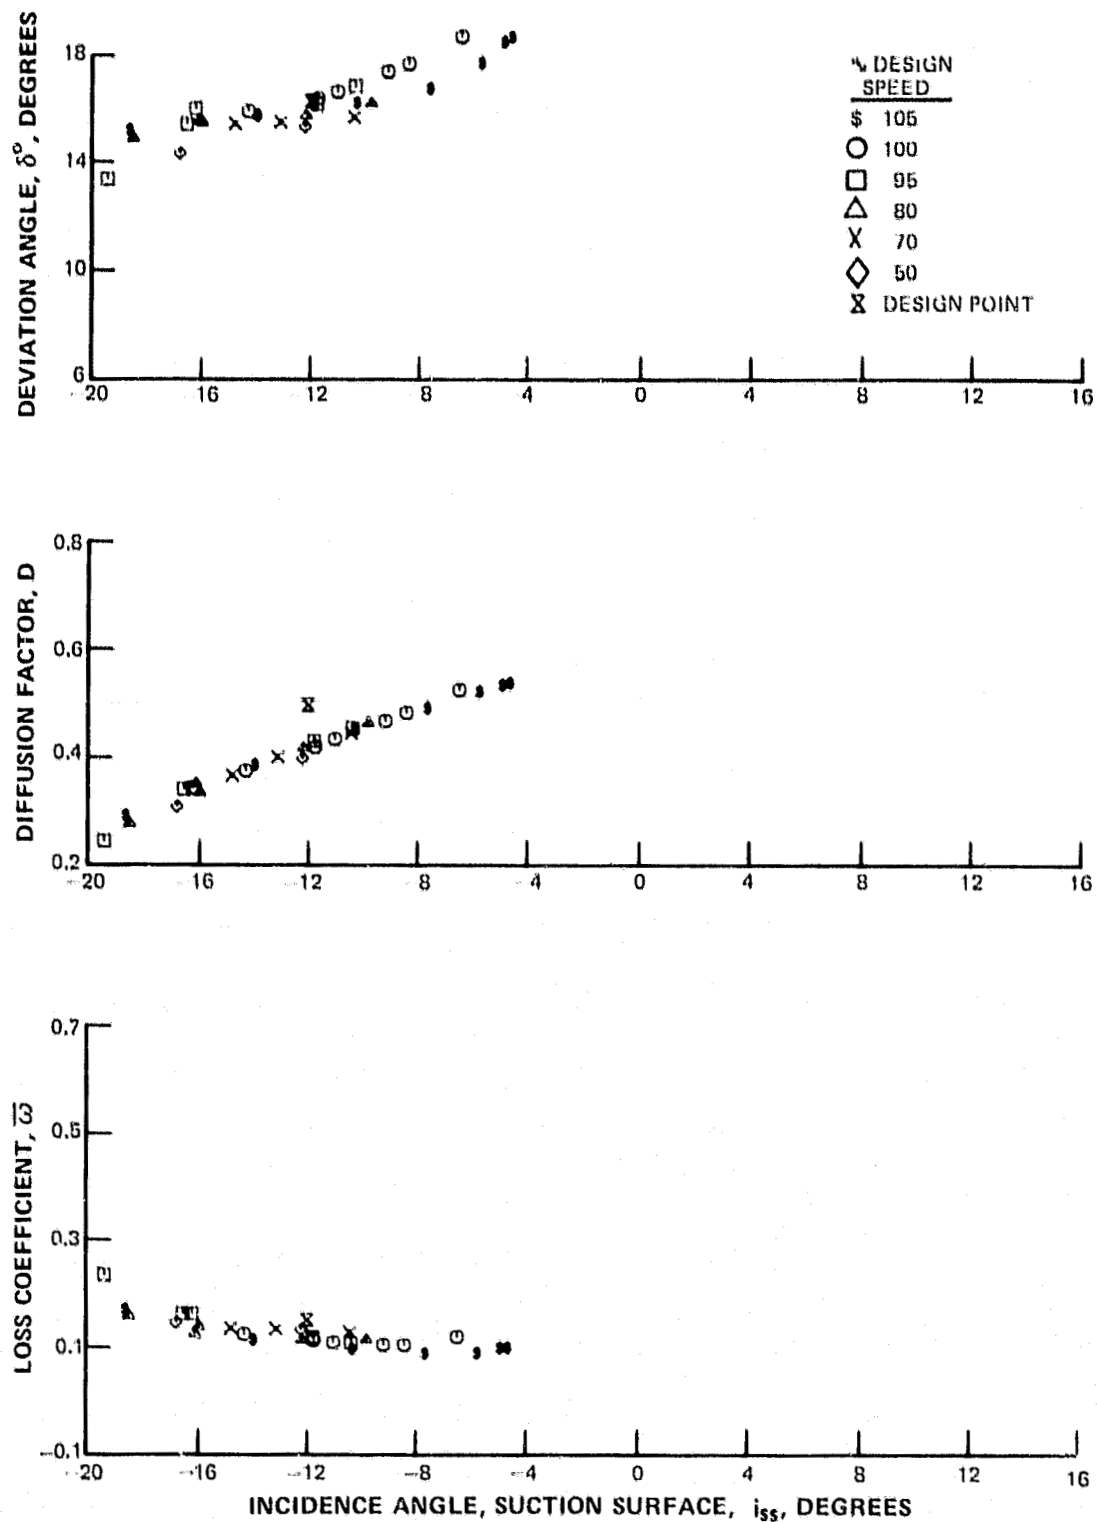 DEVIATION ANGLE, δ°, DEGREES
18
14
10
6
% DESIGN
SPEED
$ 105
100
95
80
70
50
DESIGN POINT
-20 -16 -12 -8 -4 0 4 8 12 16
DIFFUSION FACTOR, D
0.8
0.6
0.4
0.2
-20 -16 -12 -8 -4 0 4 8 12 16
LOSS COEFFICIENT, ω̅
0.7
0.5
0.3
0.1
-0.1
-20 -16 -12 -8 -4 0 4 8 12 16
INCIDENCE ANGLE, SUCTION SURFACE, iss, DEGREES